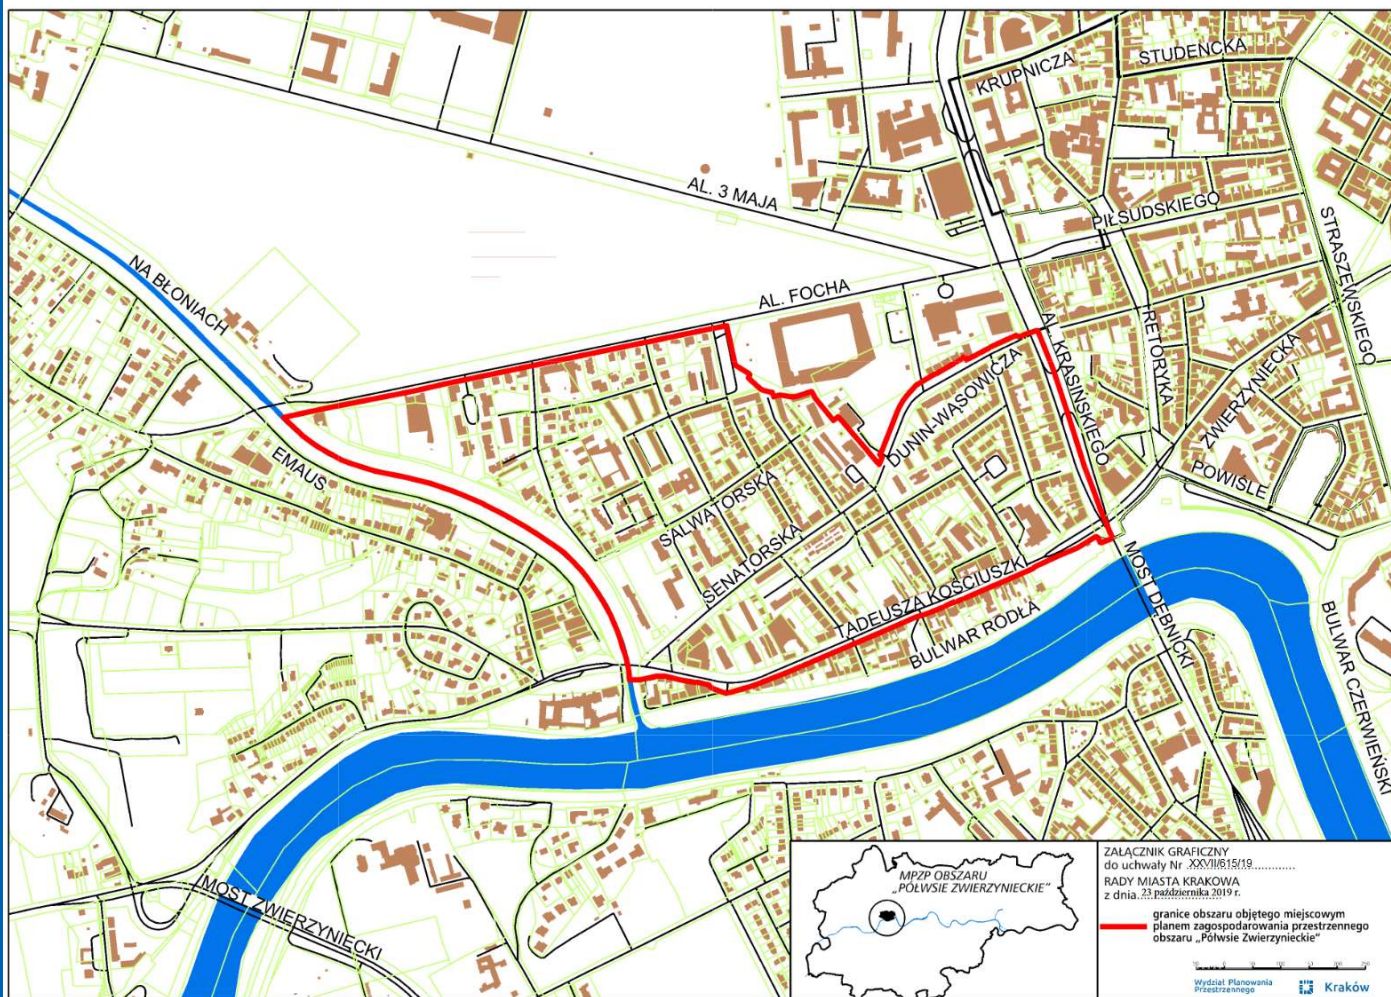 KRUPNICZA
STUDENCKA
AL. 3 MAJA
PIŁSUDSKIEGO
STRASZEWSKIEGO
NA BŁONIACH
AL. FOCHA
AL. KRASIŃSKIEGO
RETORYKA
ZWIERZYNIECKA
DUNIN-WĄSOWICZA
EMAUS
SALWATORSKA
POWIŚLE
SENATORSKA
TADEUSZA KOŚCIUSZKI
BULWAR RODŁA
MOST DĘBNICKI
BULWAR CZERWIEŃSKI
MOST ZWIERZYNIECKI
MPZP OBSZARU
„PÓŁWSIE ZWIERZYNIECKIE”
ZAŁĄCZNIK GRAFICZNY
do uchwały Nr XXVII/615/19
RADY MIASTA KRAKOWA
z dnia 23 października 2019 r.
granice obszaru objętego miejscowym
planem zagospodarowania przestrzennego
obszaru „Półwsie Zwierzynieckie”
Wydział Planowania
Przestrzennego
Kraków